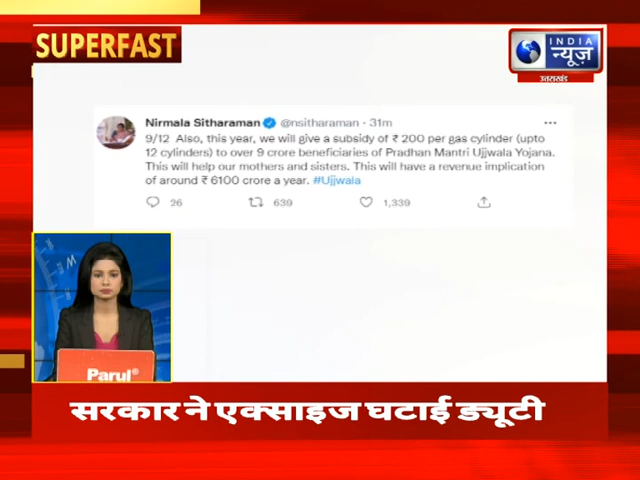 SUPERFAST
INDIA
न्यूज़
उत्तराखंड
Nirmala Sitharaman @nsitharaman · 31m
9/12 Also, this year, we will give a subsidy of ₹ 200 per gas cylinder (upto
12 cylinders) to over 9 crore beneficiaries of Pradhan Mantri Ujjwala Yojana.
This will help our mothers and sisters. This will have a revenue implication
of around ₹ 6100 crore a year. #Ujjwala
26 639 1,339
Parul®
सरकार ने एक्साइज घटाई ड्यूटी